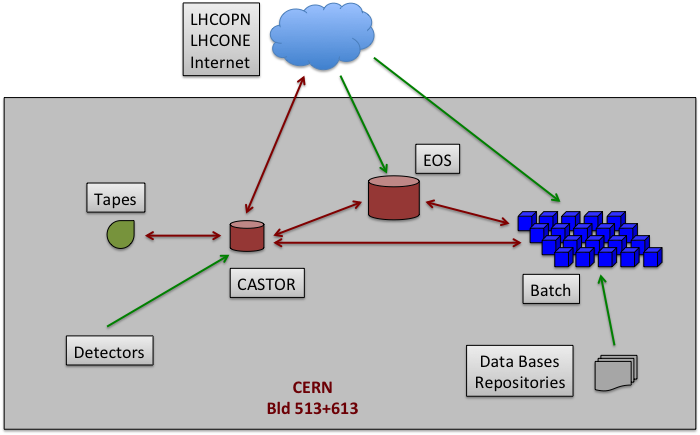 LHCOPN
LHCONE
Internet
EOS
Tapes
CASTOR
Batch
Detectors
Data Bases
Repositories
CERN
Bld 513+613